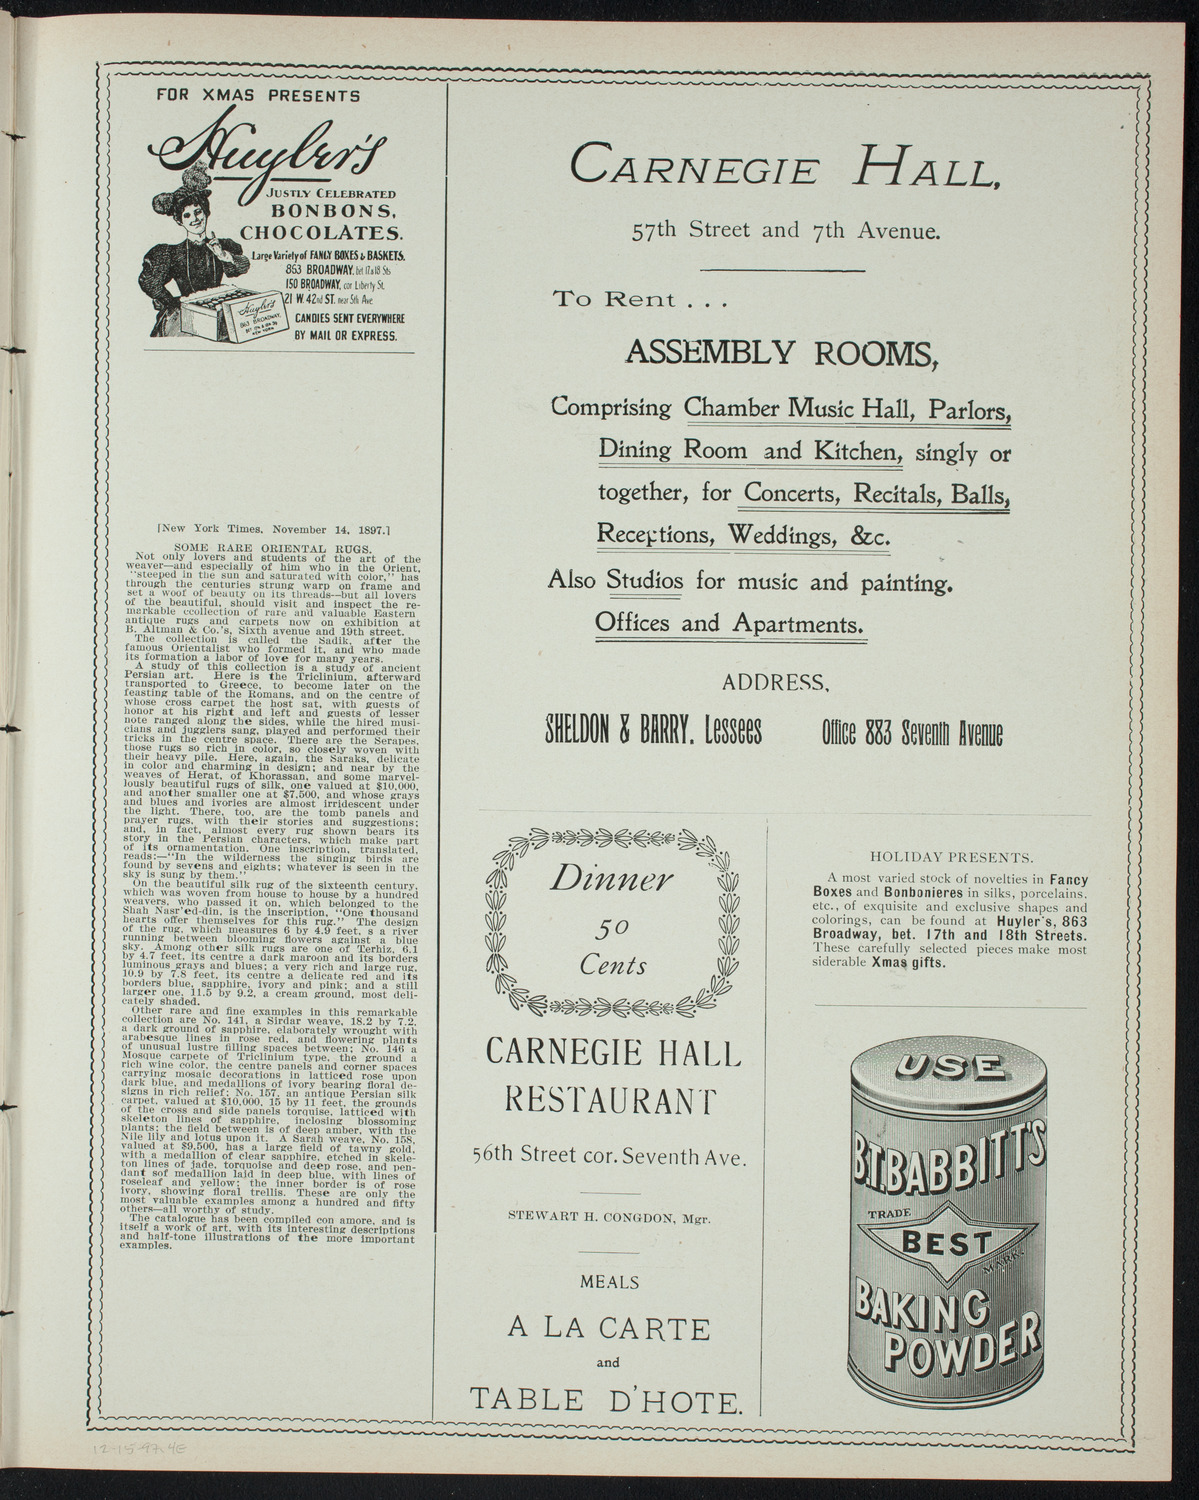 FOR XMAS PRESENTS
Huyler's
JUSTLY CELEBRATED
BONBONS,
CHOCOLATES.
Large Variety of FANCY BOXES & BASKETS.
863 BROADWAY, bet 17 & 18 Sts
150 BROADWAY, cor Liberty St.
21 W. 42nd ST. near 5th Ave
CANDIES SENT EVERYWHERE
BY MAIL OR EXPRESS.
Huyler's
863 BROADWAY,
NEW YORK
[New York Times, November 14, 1897.]
SOME RARE ORIENTAL RUGS.
Not only lovers and students of the art of the
weaver—and especially of him who in the Orient,
"steeped in the sun and saturated with color," has
through the centuries strung warp on frame and
set a woof of beauty on its threads—but all lovers
of the beautiful, should visit and inspect the re-
markable ccollection of rare and valuable Eastern
antique rugs and carpets now on exhibition at
B. Altman & Co.'s, Sixth avenue and 19th street.
The collection is called the Sadik, after the
famous Orientalist who formed it, and who made
its formation a labor of love for many years.
A study of this collection is a study of ancient
Persian art. Here is the Triclinium, afterward
transported to Greece, to become later on the
feasting table of the Romans, and on the centre of
whose cross carpet the host sat, with guests of
honor at his right and left and guests of lesser
note ranged along the sides, while the hired musi-
cians and jugglers sang, played and performed their
tricks in the centre space. There are the Serapes,
those rugs so rich in color, so closely woven with
their heavy pile. Here, again, the Saraks, delicate
in color and charming in design; and near by the
weaves of Herat, of Khorassan, and some marvel-
lously beautiful rugs of silk, one valued at $10,000,
and another smaller one at $7,500, and whose grays
and blues and ivories are almost irridescent under
the light. There, too, are the tomb panels and
prayer rugs, with their stories and suggestions;
and, in fact, almost every rug shown bears its
story in the Persian characters, which make part
of its ornamentation. One inscription, translated,
reads:—"In the wilderness the singing birds are
found by sevens and eights; whatever is seen in the
sky is sung by them."
On the beautiful silk rug of the sixteenth century,
which was woven from house to house by a hundred
weavers, who passed it on, which belonged to the
Shah Nasr'ed-din, is the inscription, "One thousand
hearts offer themselves for this rug." The design
of the rug, which measures 6 by 4.9 feet, s a river
running between blooming flowers against a blue
sky. Among other silk rugs are one of Terhiz, 6.1
by 4.7 feet, its centre a dark maroon and its borders
luminous grays and blues; a very rich and large rug,
10.9 by 7.8 feet, its centre a delicate red and its
borders blue, sapphire, ivory and pink; and a still
larger one, 11.5 by 9.2, a cream ground, most deli-
cately shaded.
Other rare and fine examples in this remarkable
collection are No. 141, a Sirdar weave, 18.2 by 7.2,
a dark ground of sapphire, elaborately wrought with
arabesque lines in rose red, and flowering plants
of unusual lustre filling spaces between; No. 146 a
Mosque carpete of Triclinium type, the ground a
rich wine color, the centre panels and corner spaces
carrying mosaic decorations in latticed rose upon
dark blue, and medallions of ivory bearing floral de-
signs in rich relief; No. 157, an antique Persian silk
carpet, valued at $10,000, 15 by 11 feet, the grounds
of the cross and side panels torquise, latticed with
skeleton lines of sapphire, inclosing blossoming
plants; the field between is of deep amber, with the
Nile lily and lotus upon it. A Sarah weave, No. 158,
valued at $9,500, has a large field of tawny gold,
with a medallion of clear sapphire, etched in skele-
ton lines of jade, torquoise and deep rose, and pen-
dant sof medallion laid in deep blue, with lines of
roseleaf and yellow; the inner border is of rose
ivory, showing floral trellis. These are only the
most valuable examples among a hundred and fifty
others—all worthy of study.
The catalogue has been compiled con amore, and is
itself a work of art, with its interesting descriptions
and half-tone illustrations of the more important
examples.
CARNEGIE HALL,
57th Street and 7th Avenue.
To Rent . . .
ASSEMBLY ROOMS,
Comprising Chamber Music Hall, Parlors,
Dining Room and Kitchen, singly or
together, for Concerts, Recitals, Balls,
Receptions, Weddings, &c.
Also Studios for music and painting.
Offices and Apartments.
ADDRESS,
SHELDON & BARRY, Lessees Office 883 Seventh Avenue
Dinner
50
Cents
CARNEGIE HALL
RESTAURANT
56th Street cor. Seventh Ave.
STEWART H. CONGDON, Mgr.
MEALS
A LA CARTE
and
TABLE D'HOTE.
HOLIDAY PRESENTS.
A most varied stock of novelties in Fancy
Boxes and Bonbonieres in silks, porcelains,
etc., of exquisite and exclusive shapes and
colorings, can be found at Huyler's, 863
Broadway, bet. 17th and 18th Streets.
These carefully selected pieces make most
siderable Xmas gifts.
USE
B.T. BABBITT'S
TRADE
BEST
MARK
BAKING
POWDER
12-15-97.4E